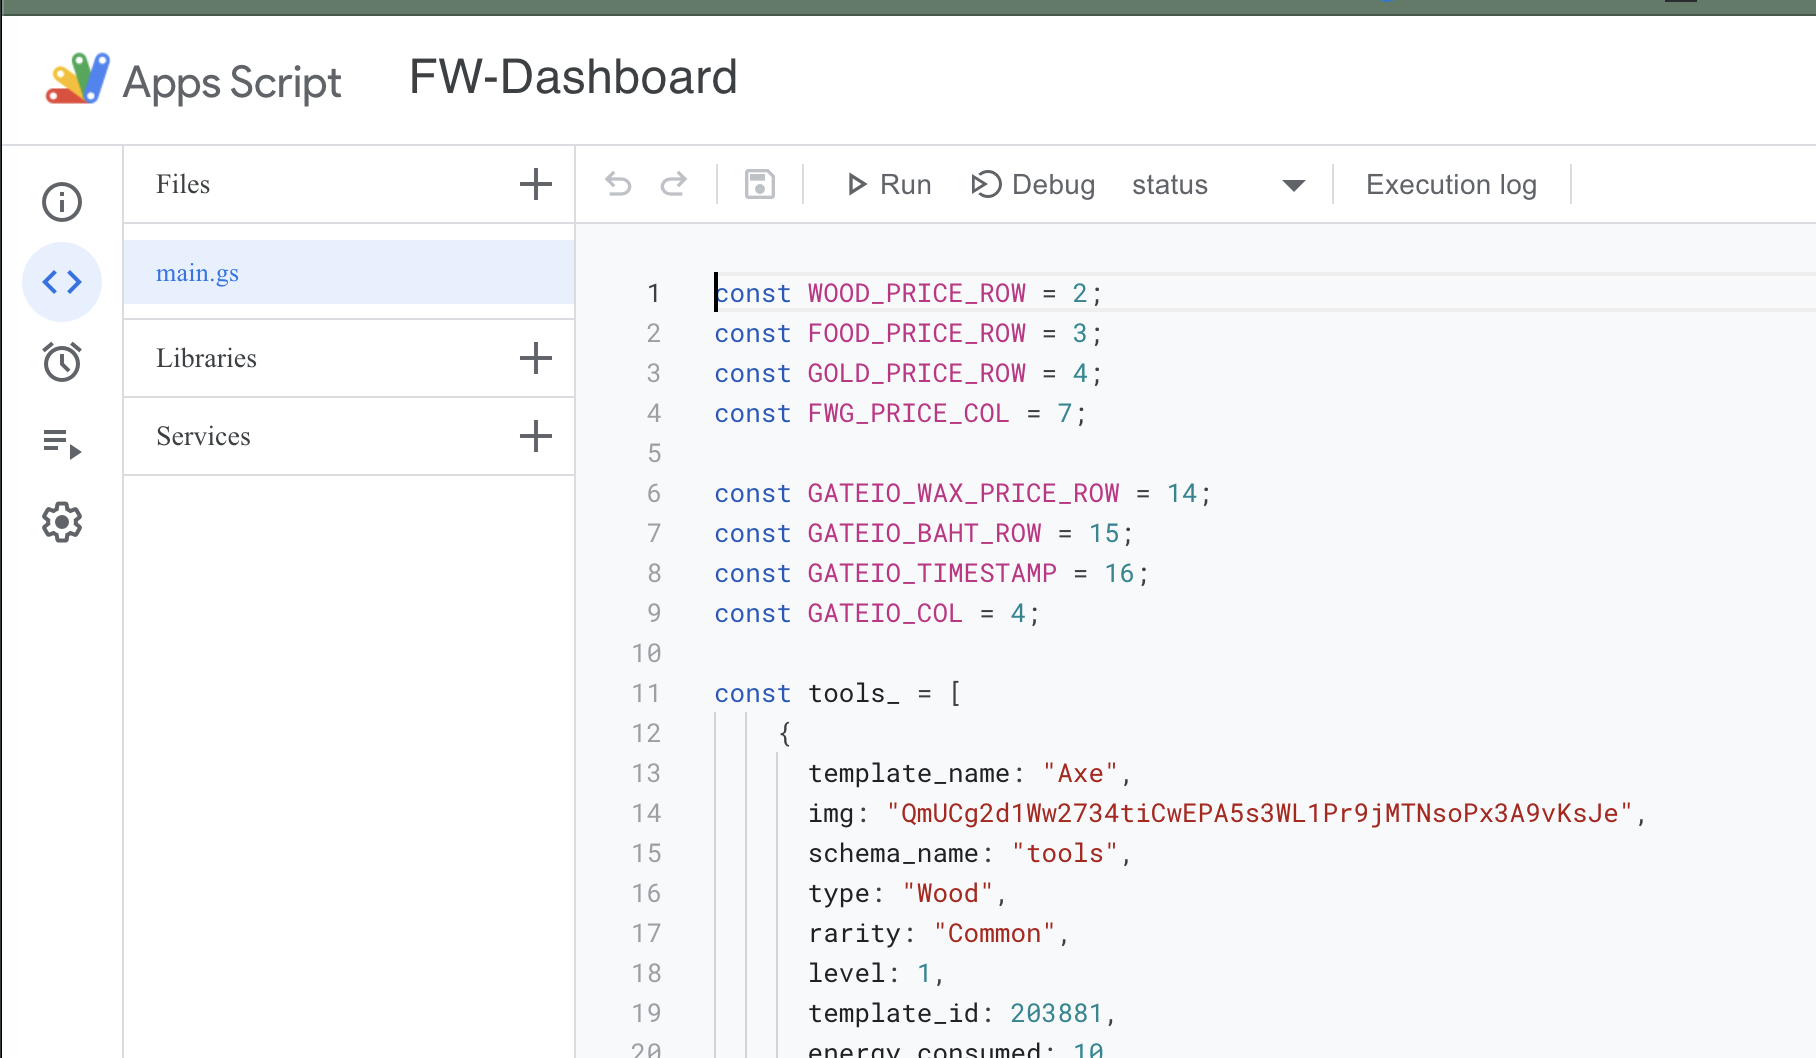 Apps Script FW-Dashboard
Files
main.gs
Libraries
Services
Run Debug status Execution log
1 const WOOD_PRICE_ROW = 2;
2 const FOOD_PRICE_ROW = 3;
3 const GOLD_PRICE_ROW = 4;
4 const FWG_PRICE_COL = 7;
5
6 const GATEIO_WAX_PRICE_ROW = 14;
7 const GATEIO_BAHT_ROW = 15;
8 const GATEIO_TIMESTAMP = 16;
9 const GATEIO_COL = 4;
10
11 const tools_ = [
12 {
13 template_name: "Axe",
14 img: "QmUCg2d1Ww2734tiCwEPA5s3WL1Pr9jMTNsoPx3A9vKsJe",
15 schema_name: "tools",
16 type: "Wood",
17 rarity: "Common",
18 level: 1,
19 template_id: 203881,
20 energy_consumed: 10